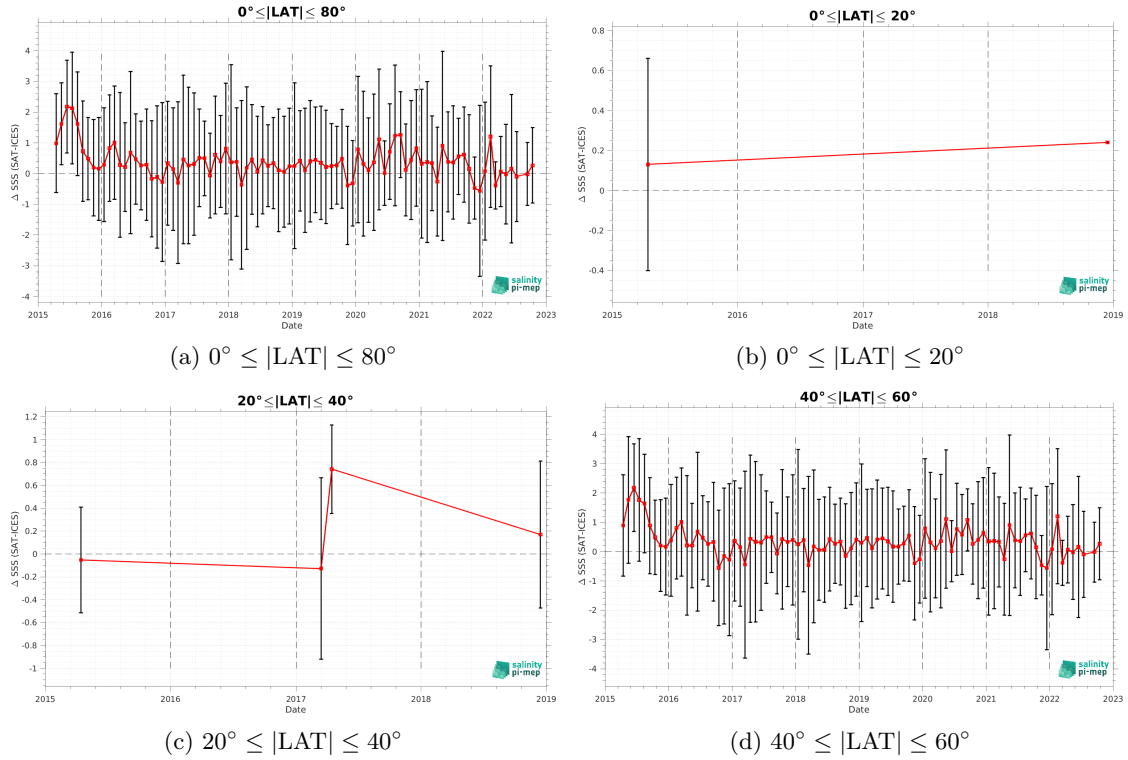 0°≤|LAT|≤ 80°
Δ SSS (SAT-ICES)
4
3
2
1
0
-1
-2
-3
-4
2015 2016 2017 2018 2019 2020 2021 2022 2023
Date
salinity
pi-mep
(a) 0° ≤ |LAT| ≤ 80°
0°≤|LAT|≤ 20°
Δ SSS (SAT-ICES)
0.8
0.6
0.4
0.2
0
-0.2
-0.4
2015 2016 2017 2018 2019
Date
salinity
pi-mep
(b) 0° ≤ |LAT| ≤ 20°
20°≤|LAT|≤ 40°
Δ SSS (SAT-ICES)
1.2
1
0.8
0.6
0.4
0.2
0
-0.2
-0.4
-0.6
-0.8
-1
2015 2016 2017 2018 2019
Date
salinity
pi-mep
(c) 20° ≤ |LAT| ≤ 40°
40°≤|LAT|≤ 60°
Δ SSS (SAT-ICES)
4
3
2
1
0
-1
-2
-3
-4
2015 2016 2017 2018 2019 2020 2021 2022 2023
Date
salinity
pi-mep
(d) 40° ≤ |LAT| ≤ 60°